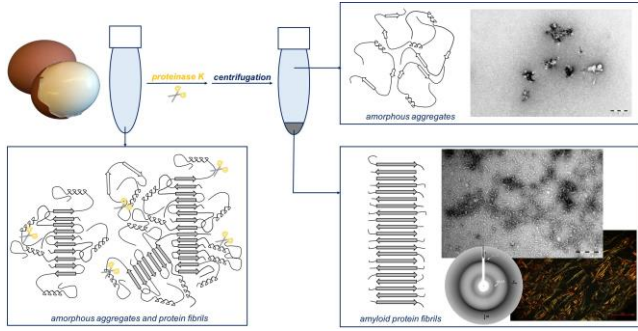 proteinase K
centrifugation
amorphous aggregates
amorphous aggregates and protein fibrils
amyloid protein fibrils